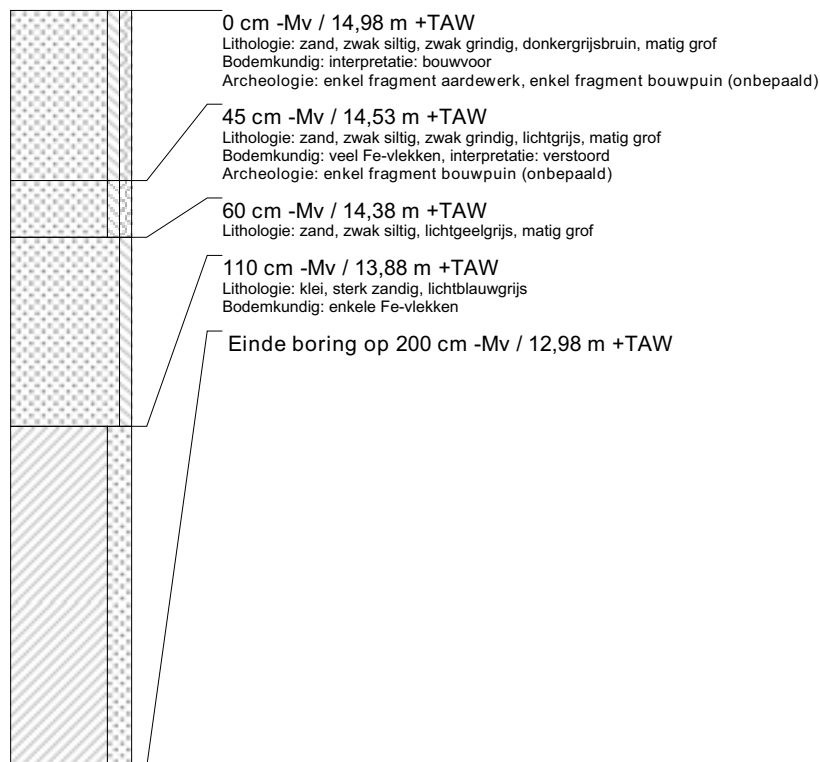 0 cm -Mv / 14,98 m +TAW
Lithologie: zand, zwak siltig, zwak grindig, donkergrijsbruin, matig grof
Bodemkundig: interpretatie: bouwvoor
Archeologie: enkel fragment aardewerk, enkel fragment bouwpuin (onbepaald)
45 cm -Mv / 14,53 m +TAW
Lithologie: zand, zwak siltig, zwak grindig, lichtgrijs, matig grof
Bodemkundig: veel Fe-vlekken, interpretatie: verstoord
Archeologie: enkel fragment bouwpuin (onbepaald)
60 cm -Mv / 14,38 m +TAW
Lithologie: zand, zwak siltig, lichtgeelgrijs, matig grof
110 cm -Mv / 13,88 m +TAW
Lithologie: klei, sterk zandig, lichtblauwgrijs
Bodemkundig: enkele Fe-vlekken
Einde boring op 200 cm -Mv / 12,98 m +TAW